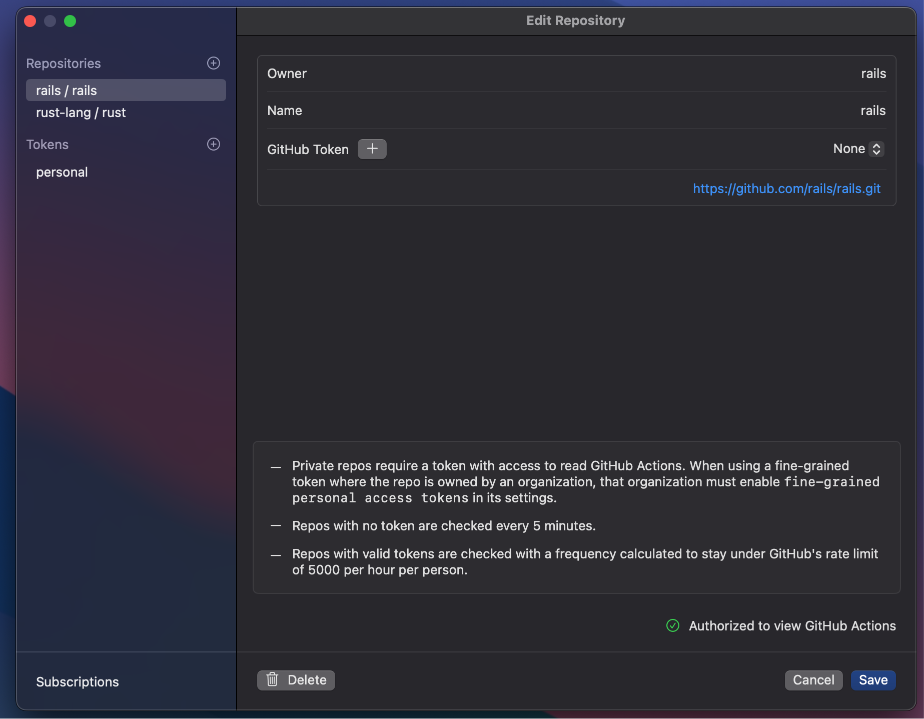 Edit Repository
Repositories
rails / rails
rust-lang / rust
Tokens
personal
Subscriptions
Owner
rails
Name
rails
GitHub Token
None
https://github.com/rails/rails.git
— Private repos require a token with access to read GitHub Actions. When using a fine-grained
token where the repo is owned by an organization, that organization must enable fine-grained
personal access tokens in its settings.
— Repos with no token are checked every 5 minutes.
— Repos with valid tokens are checked with a frequency calculated to stay under GitHub's rate limit
of 5000 per hour per person.
Authorized to view GitHub Actions
Delete
Cancel
Save